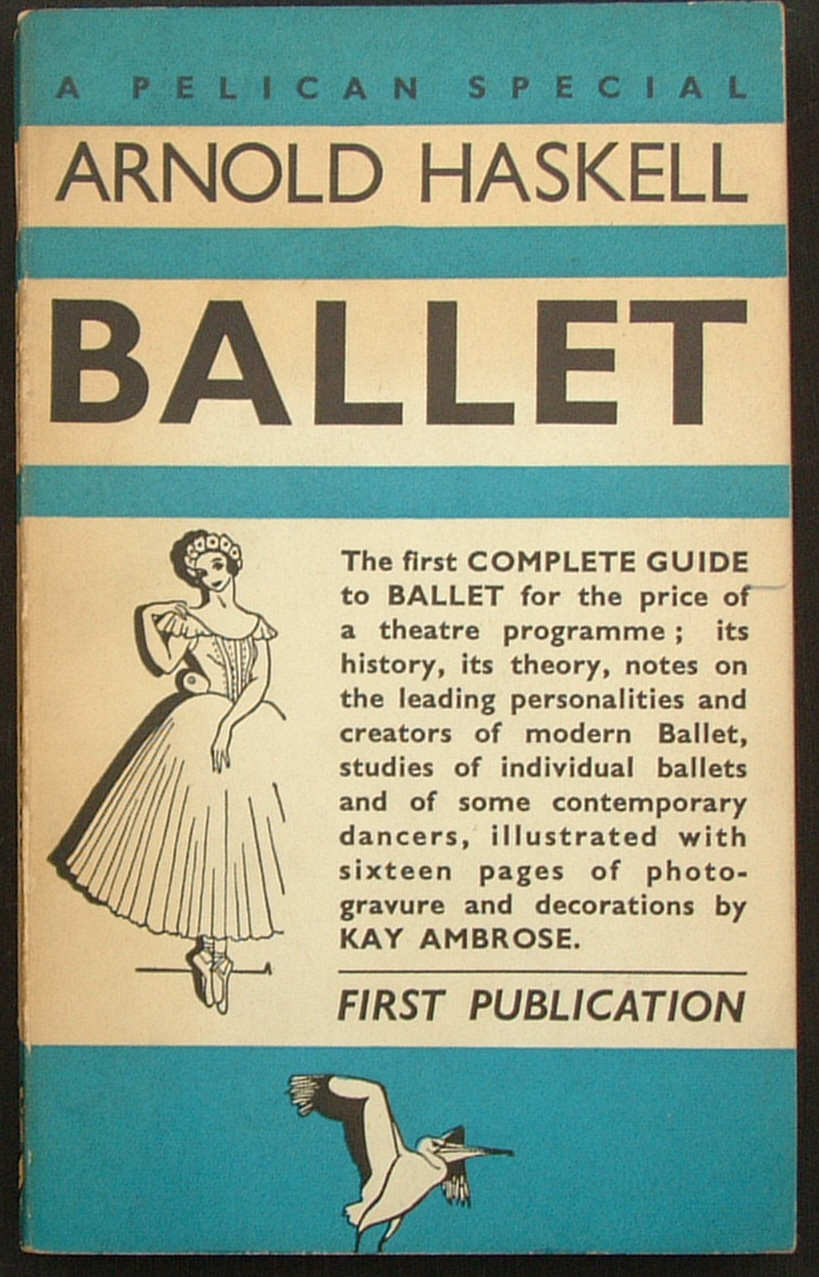 A PELICAN SPECIAL
ARNOLD HASKELL
BALLET
The first COMPLETE GUIDE
to BALLET for the price of
a theatre programme ; its
history, its theory, notes on
the leading personalities and
creators of modern Ballet,
studies of individual ballets
and of some contemporary
dancers, illustrated with
sixteen pages of photo-
gravure and decorations by
KAY AMBROSE.
FIRST PUBLICATION